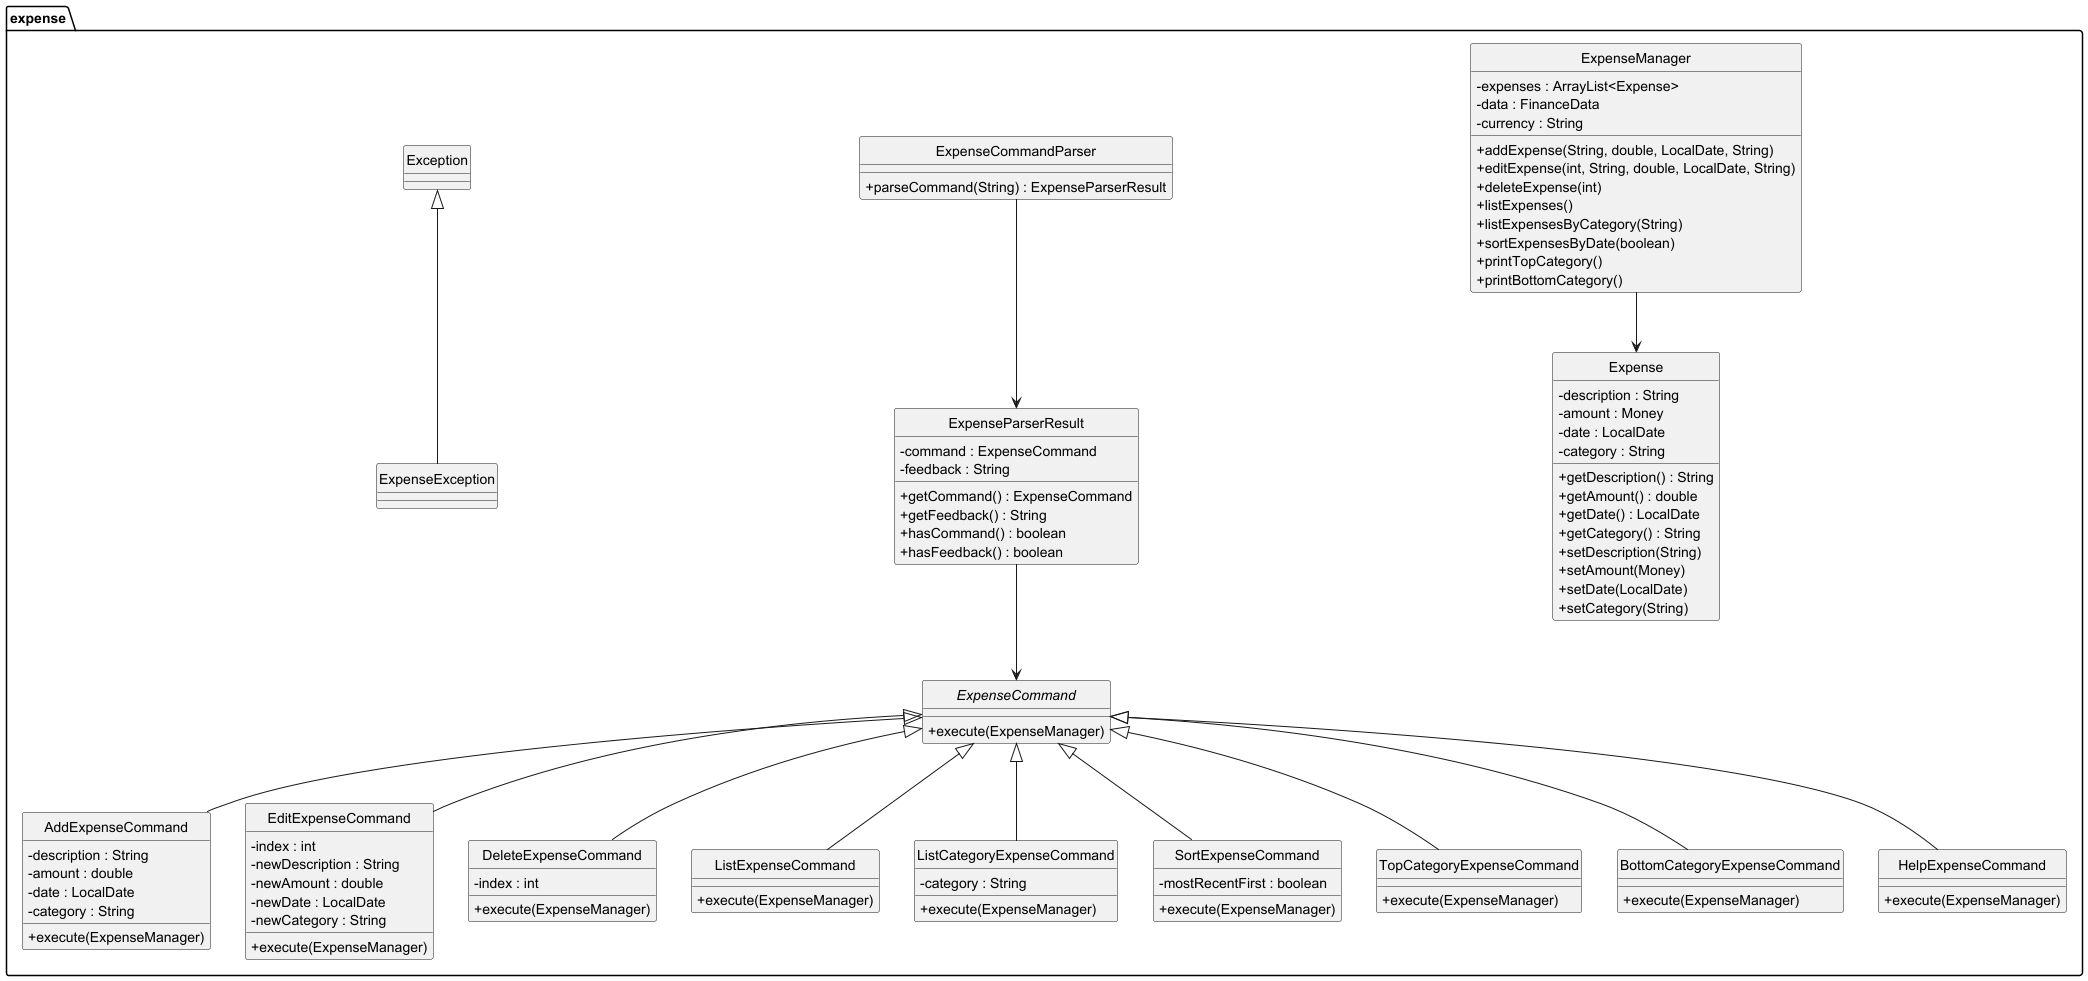 expense
ExpenseManager
-expenses : ArrayList<Expense>
-data : FinanceData
-currency : String
+addExpense(String, double, LocalDate, String)
+editExpense(int, String, double, LocalDate, String)
+deleteExpense(int)
+listExpenses()
+listExpensesByCategory(String)
+sortExpensesByDate(boolean)
+printTopCategory()
+printBottomCategory()
Exception
ExpenseCommandParser
+parseCommand(String) : ExpenseParserResult
Expense
-description : String
-amount : Money
-date : LocalDate
-category : String
+getDescription() : String
+getAmount() : double
+getDate() : LocalDate
+getCategory() : String
+setDescription(String)
+setAmount(Money)
+setDate(LocalDate)
+setCategory(String)
ExpenseParserResult
-command : ExpenseCommand
-feedback : String
+getCommand() : ExpenseCommand
+getFeedback() : String
+hasCommand() : boolean
+hasFeedback() : boolean
ExpenseException
ExpenseCommand
+execute(ExpenseManager)
AddExpenseCommand
-description : String
-amount : double
-date : LocalDate
-category : String
+execute(ExpenseManager)
EditExpenseCommand
-index : int
-newDescription : String
-newAmount : double
-newDate : LocalDate
-newCategory : String
+execute(ExpenseManager)
DeleteExpenseCommand
-index : int
+execute(ExpenseManager)
ListExpenseCommand
+execute(ExpenseManager)
ListCategoryExpenseCommand
-category : String
+execute(ExpenseManager)
SortExpenseCommand
-mostRecentFirst : boolean
+execute(ExpenseManager)
TopCategoryExpenseCommand
+execute(ExpenseManager)
BottomCategoryExpenseCommand
+execute(ExpenseManager)
HelpExpenseCommand
+execute(ExpenseManager)